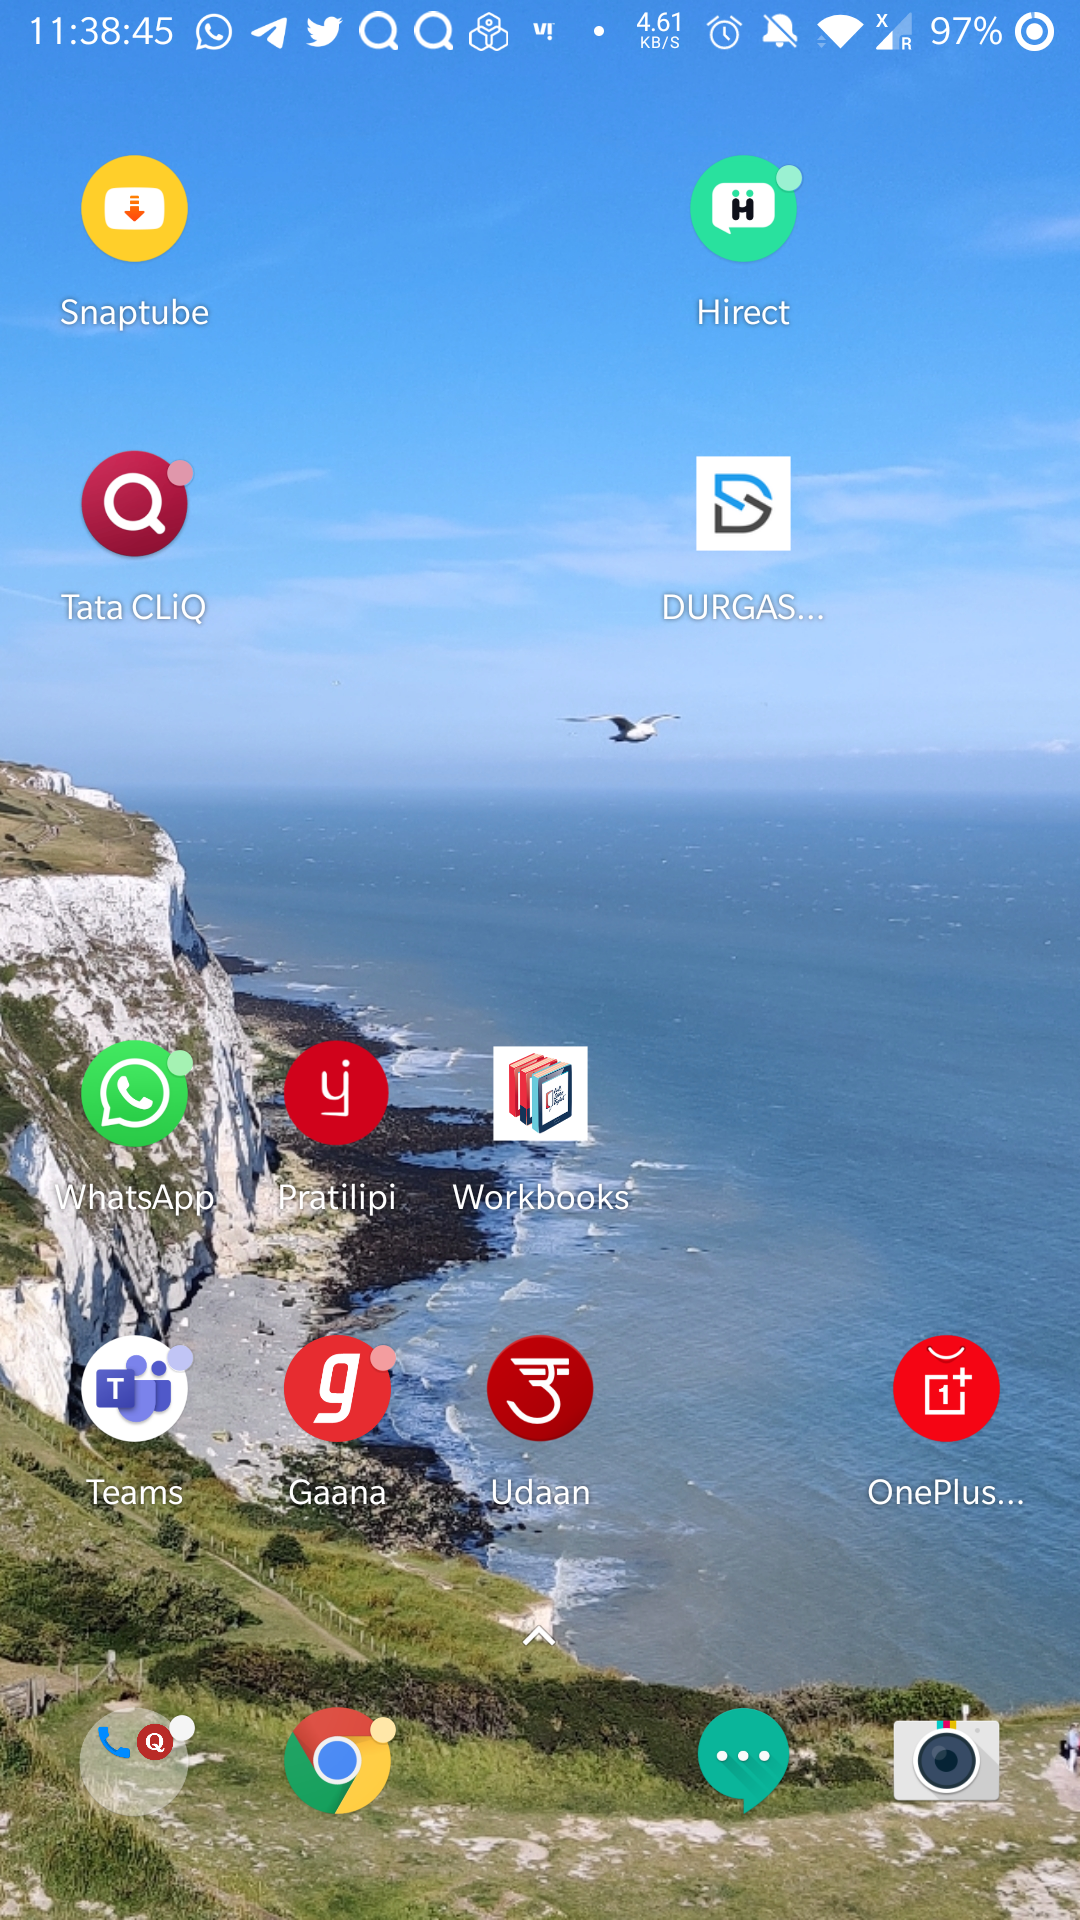 11:38:45 4.61 KB/S X R 97%
Snaptube Hirect
Tata CLiQ DURGAS...
WhatsApp Pratilipi Workbooks
Teams Gaana Udaan OnePlus...